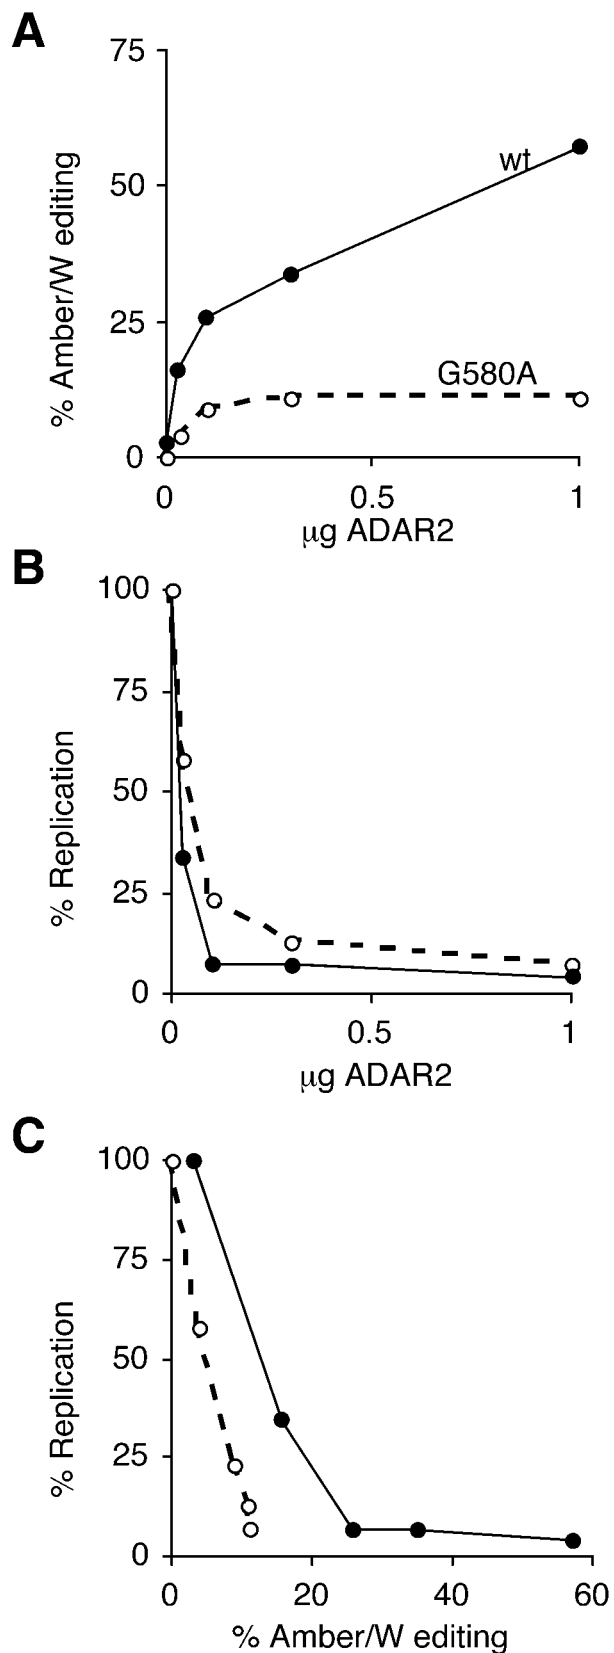 A
75
50
25
0
% Amber/W editing
wt
G580A
0 0.5 1
µg ADAR2
B
100
75
50
25
0
% Replication
0 0.5 1
µg ADAR2
C
100
75
50
25
0
% Replication
0 20 40 60
% Amber/W editing